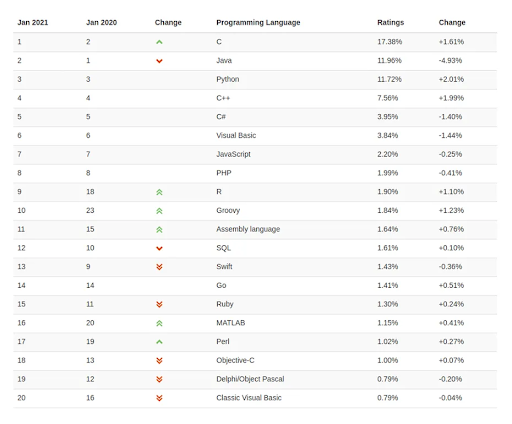 Jan 2021 Jan 2020 Change Programming Language Ratings Change
1 2 C 17.38% +1.61%
2 1 Java 11.96% -4.93%
3 3 Python 11.72% +2.01%
4 4 C++ 7.56% +1.99%
5 5 C# 3.95% -1.40%
6 6 Visual Basic 3.84% -1.44%
7 7 JavaScript 2.20% -0.25%
8 8 PHP 1.99% -0.41%
9 18 R 1.90% +1.10%
10 23 Groovy 1.84% +1.23%
11 15 Assembly language 1.64% +0.76%
12 10 SQL 1.61% +0.10%
13 9 Swift 1.43% -0.36%
14 14 Go 1.41% +0.51%
15 11 Ruby 1.30% +0.24%
16 20 MATLAB 1.15% +0.41%
17 19 Perl 1.02% +0.27%
18 13 Objective-C 1.00% +0.07%
19 12 Delphi/Object Pascal 0.79% -0.20%
20 16 Classic Visual Basic 0.79% -0.04%